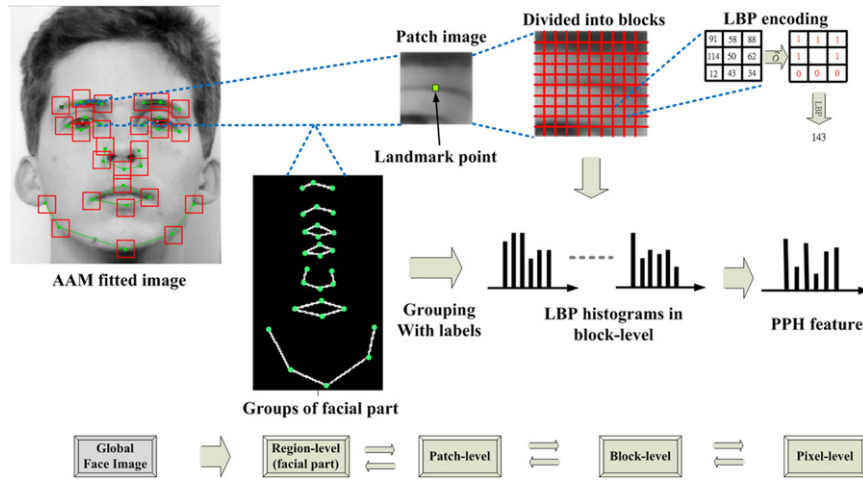 Patch image
Divided into blocks
LBP encoding
91 58 88
114 50 62
12 43 34
1 1 1
1 1
0 0 0
LBP
143
Landmark point
AAM fitted image
Grouping
With labels
LBP histograms in
block-level
PPH feature
Groups of facial part
Global
Face Image
Region-level
(facial part)
Patch-level
Block-level
Pixel-level